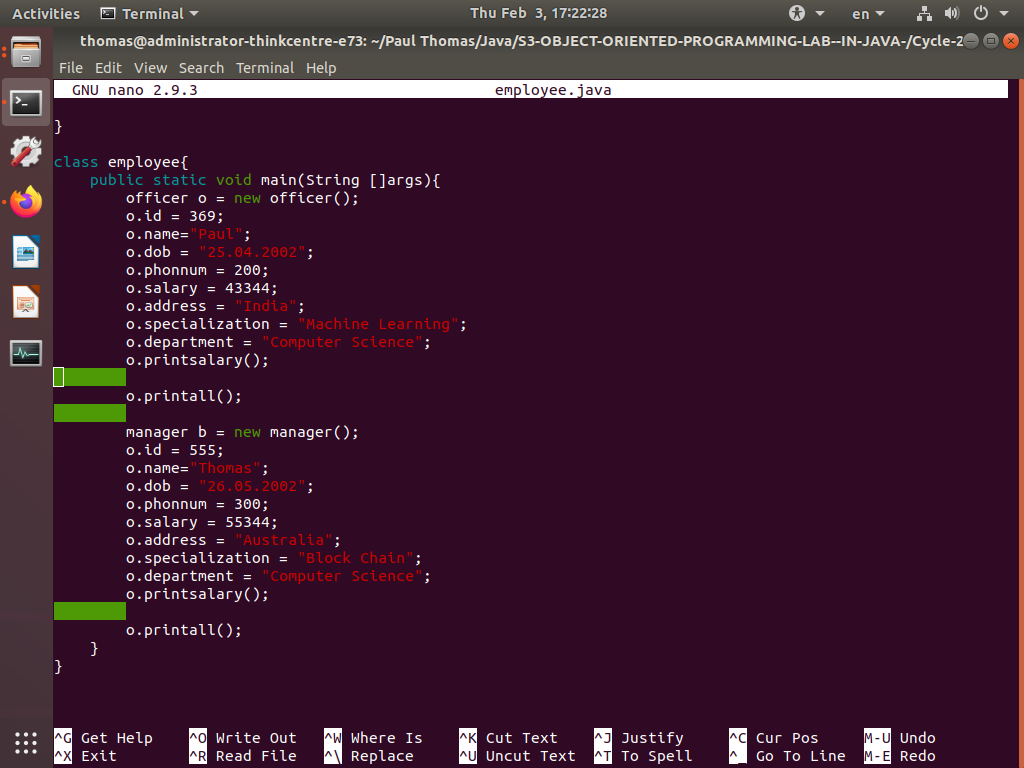 Activities Terminal Thu Feb 3, 17:22:28 en
thomas@administrator-thinkcentre-e73: ~/Paul Thomas/Java/S3-OBJECT-ORIENTED-PROGRAMMING-LAB--IN-JAVA-/Cycle-2
File Edit View Search Terminal Help
GNU nano 2.9.3 employee.java
}
class employee{
    public static void main(String []args){
        officer o = new officer();
        o.id = 369;
        o.name="Paul";
        o.dob = "25.04.2002";
        o.phonnum = 200;
        o.salary = 43344;
        o.address = "India";
        o.specialization = "Machine Learning";
        o.department = "Computer Science";
        o.printsalary();
        o.printall();
        manager b = new manager();
        o.id = 555;
        o.name="Thomas";
        o.dob = "26.05.2002";
        o.phonnum = 300;
        o.salary = 55344;
        o.address = "Australia";
        o.specialization = "Block Chain";
        o.department = "Computer Science";
        o.printsalary();
        o.printall();
    }
}
^G Get Help ^O Write Out ^W Where Is ^K Cut Text ^J Justify ^C Cur Pos M-U Undo
^X Exit ^R Read File ^\ Replace ^U Uncut Text ^T To Spell ^_ Go To Line M-E Redo